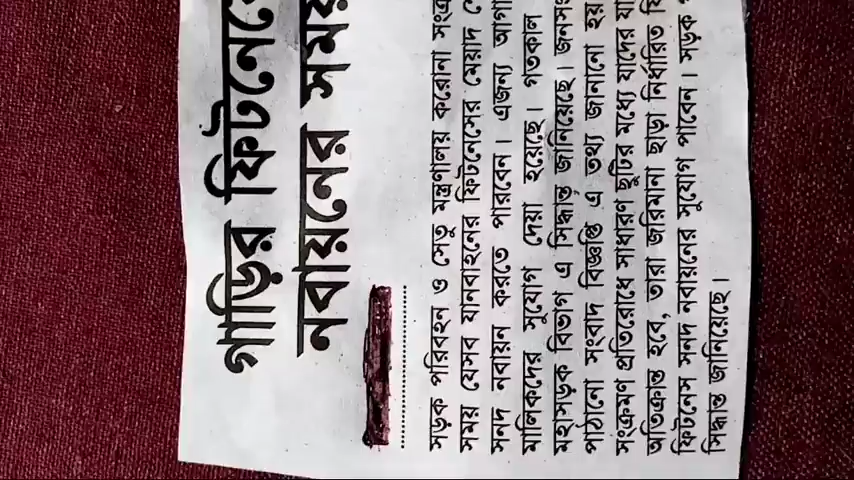 গাড়ির ফিটনেসে
নবায়নের সময়
সড়ক পরিবহন ও সেতু মন্ত্রণালয় করোনা
সময় যেসব যানবাহনের ফিটনেসের মেয়াদ
সনদ নবায়ন করতে পারবেন। এজন্য
মালিকদের সুযোগ দেয়া হয়েছে। গতকাল
মহাসড়ক বিভাগ এ সিদ্ধান্ত জানিয়েছে।
পাঠানো সংবাদ বিজ্ঞপ্তি এ তথ্য জানানো হয়
সংক্রমণ প্রতিরোধে সাধারণ ছুটির মধ্যে যাদের
অতিক্রান্ত হবে, তারা জরিমানা ছাড়া নির্ধারিত
ফিটনেস সনদ নবায়নের সুযোগ পাবেন। সড়ক
সিদ্ধান্ত জানিয়েছে।